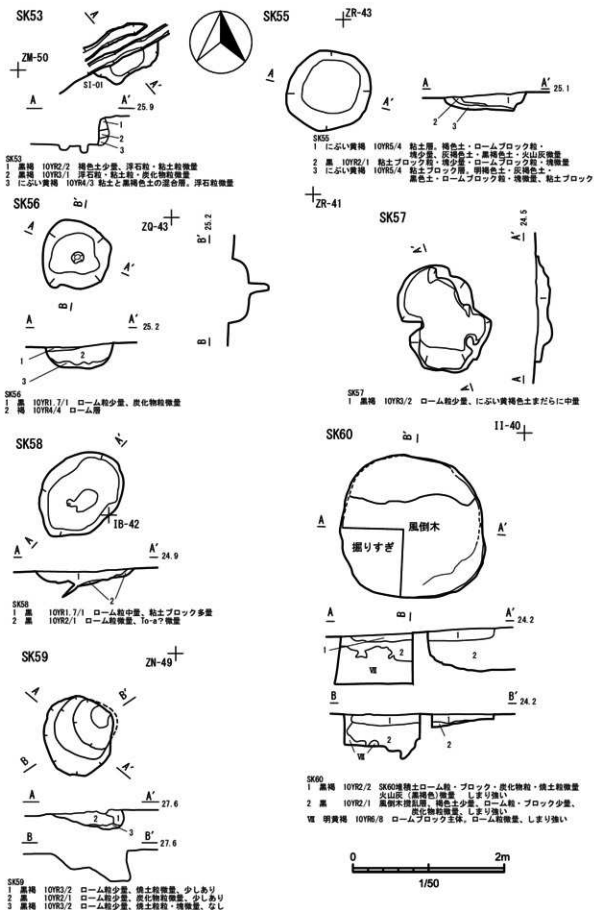 SK53
A
ZM-50
SI-01
A'
A A' 25.9
1
2
3
SK53
1 黒褐 10YR2/2 褐色土少量、浮石粒・粘土粒微量
2 黒褐 10YR3/1 浮石粒・粘土粒・炭化物粒微量
3 にぶい黄褐 10YR4/3 粘土と黒褐色土の混合層、浮石粒微量
SK55
ZR-43
A
A'
A A' 25.1
1
2
3
SK55
1 にぶい黄褐 10YR5/4 粘土層、褐色土・ロームブロック粒・
塊少量、灰褐色土・黒褐色土・火山灰微量
2 黒 10YR2/1 粘土ブロック粒・塊少量・ロームブロック粒・塊微量
3 にぶい黄褐 10YR5/4 粘土ブロック層、明褐色土・灰褐色土・
黒色土・ロームブロック粒・塊微量、粘土ブロック
ZR-41
SK56
B'
ZQ-43
A
A'
B
A A' 25.2
1
2
3
B B' 25.2
SK56
1 黒 10YR1.7/1 ローム粒少量、炭化物粒微量
2 褐 10YR4/4 ローム層
SK57
A'
A
A A' 24.5
1
SK57
1 黒褐 10YR3/2 ローム粒少量、にぶい黄褐色土まだらに中量
SK58
A'
IB-42
A
A A' 24.9
1
2
SK58
1 黒 10YR1.7/1 ローム粒中量、粘土ブロック多量
2 黒 10YR2/1 ローム粒微量、To-a?微量
SK59
ZN-49
A
B'
B
A'
A A' 27.6
2
1
3
B B' 27.6
SK59
1 黒褐 10YR3/2 ローム粒少量、焼土粒微量、少しあり
2 黒 10YR2/1 ローム粒少量、炭化物粒微量、少しあり
3 黒褐 10YR3/2 ローム粒少量、焼土粒粒・塊微量、なし
SK60
II-40
B'
A
風倒木
掘りすぎ
A'
B
A A' 24.2
1
2
Ⅶ
1
2
B B' 24.2
1
2
Ⅶ
1
2
SK60
1 黒褐 10YR2/2 SK60堆積土ローム粒・ブロック・炭化物粒・焼土粒微量
火山灰(黒褐色)微量 しまり強い
2 黒 10YR2/1 風倒木撹乱層、褐色土少量、ローム粒・ブロック少量、
炭化物粒微量、しまり強い
Ⅶ 明黄褐 10YR6/8 ロームブロック主体、ローム粒微量、しまり強い
0 2m
1/50